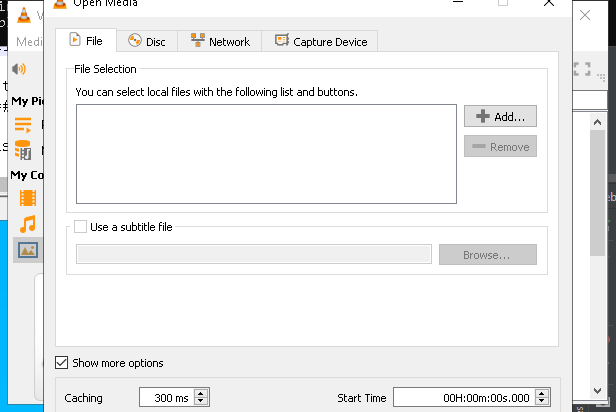 Open Media
Medi
File
Disc
Network
Capture Device
File Selection
You can select local files with the following list and buttons.
Add...
Remove
My Co
Use a subtitle file
Browse...
Show more options
Caching
300 ms
Start Time
00H:00m:00s.000